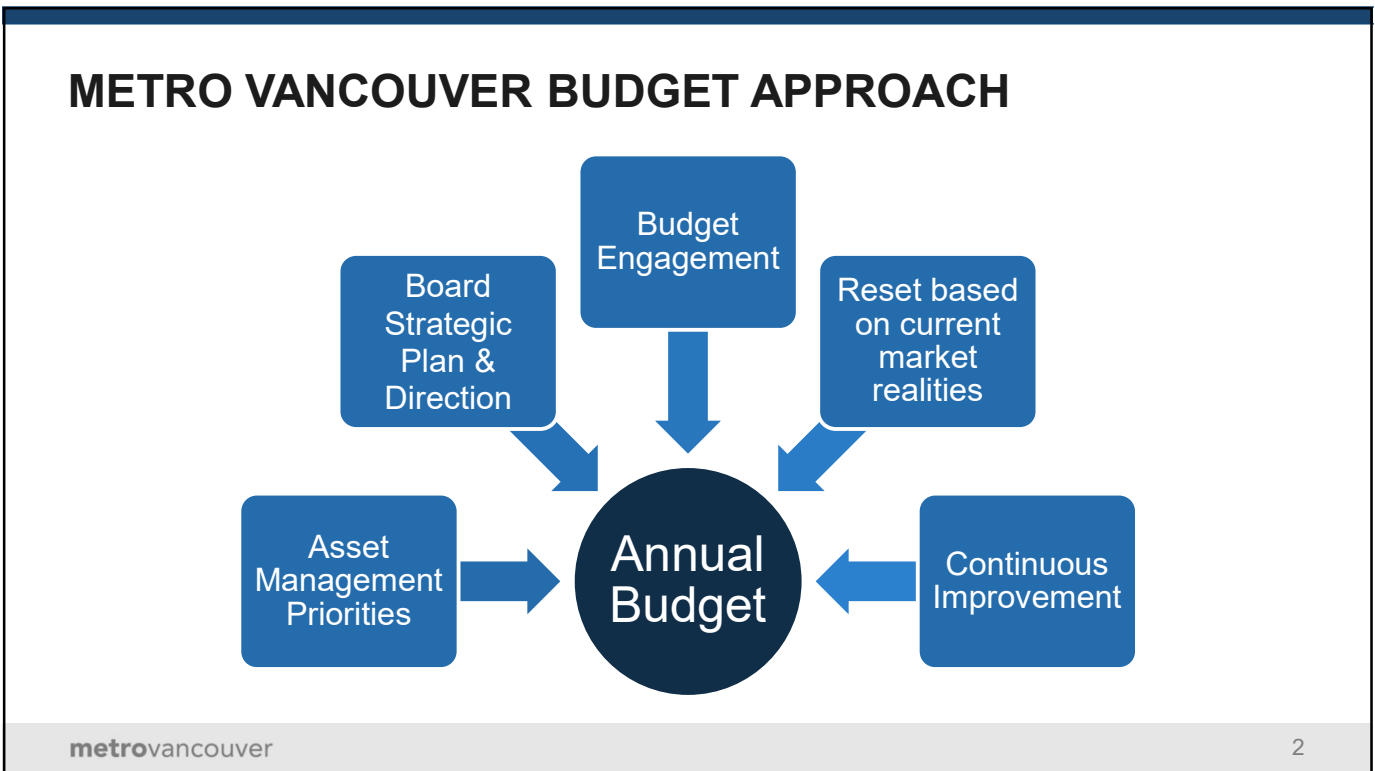 METRO VANCOUVER BUDGET APPROACH
Budget
Engagement
Board
Strategic
Plan &
Direction
Reset based
on current
market
realities
Asset
Management
Priorities
Annual
Budget
Continuous
Improvement
metrovancouver
2